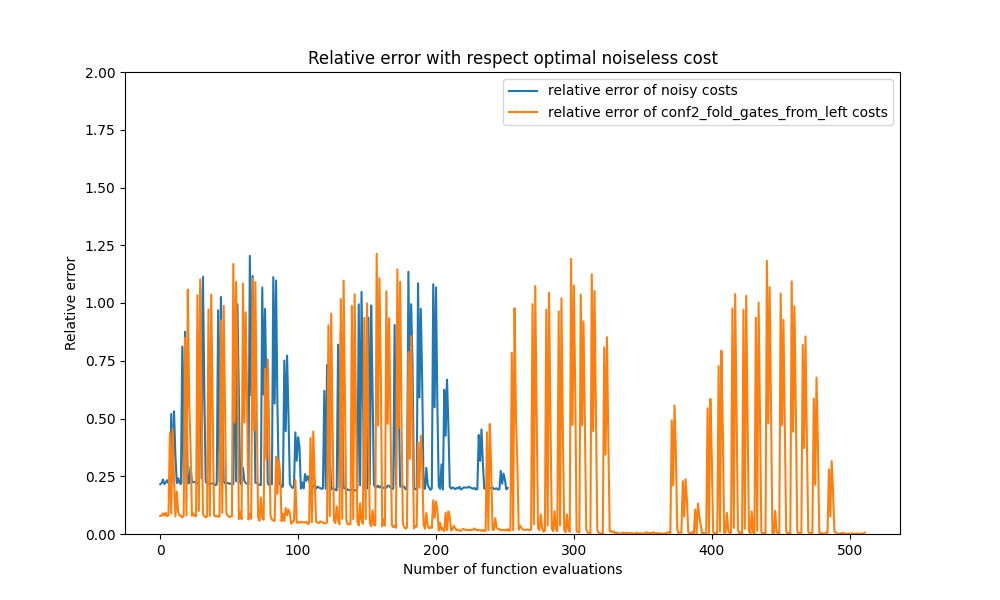 Relative error with respect optimal noiseless cost
relative error of noisy costs
relative error of conf2_fold_gates_from_left costs
2.00
1.75
1.50
1.25
1.00
0.75
0.50
0.25
0.00
Relative error
0 100 200 300 400 500
Number of function evaluations